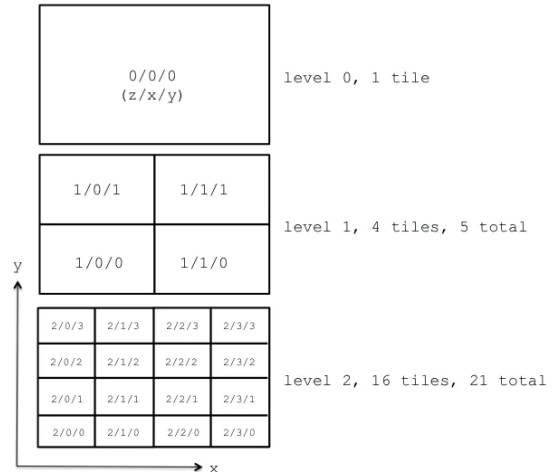 0/0/0
(z/x/y)
level 0, 1 tile
1/0/1 1/1/1
level 1, 4 tiles, 5 total
1/0/0 1/1/0
y
2/0/3 2/1/3 2/2/3 2/3/3
2/0/2 2/1/2 2/2/2 2/3/2
level 2, 16 tiles, 21 total
2/0/1 2/1/1 2/2/1 2/3/1
2/0/0 2/1/0 2/2/0 2/3/0
x